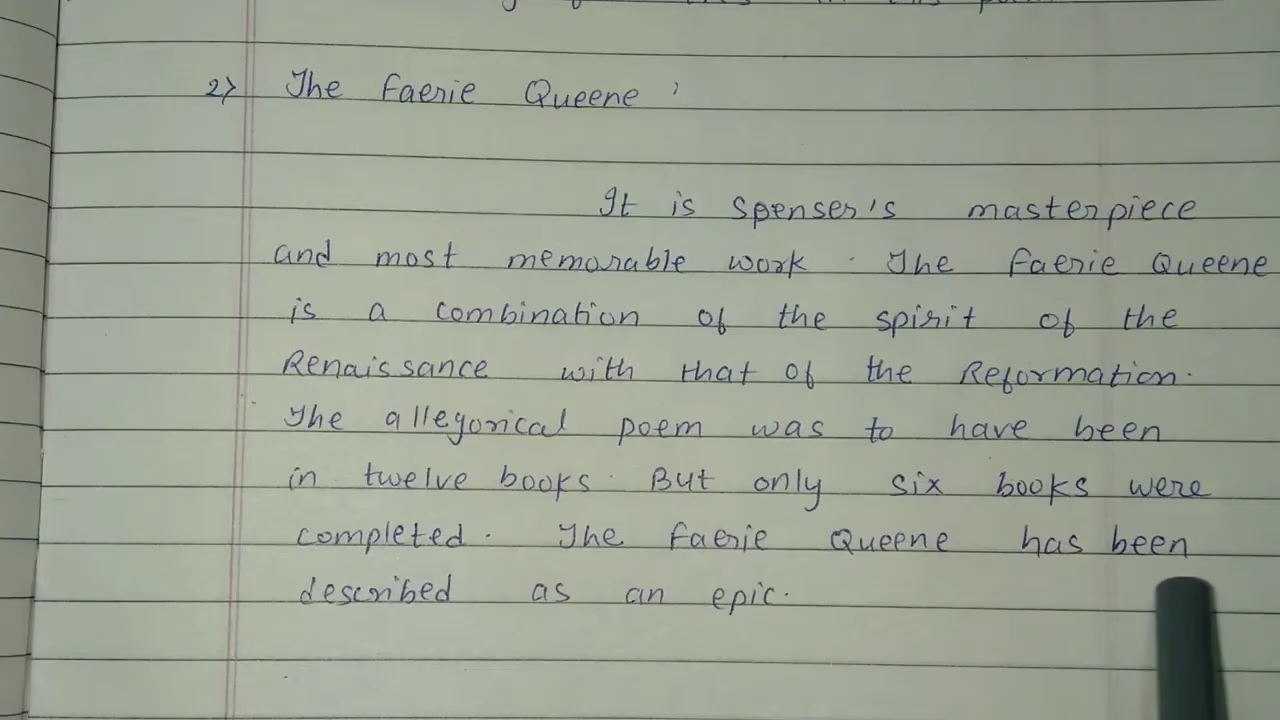 2) The Faerie Queene :
It is Spenser's masterpiece
and most memorable work. The Faerie Queene
is a combination of the spirit of the
Renaissance with that of the Reformation.
The allegorical poem was to have been
in twelve books. But only six books were
completed. The Faerie Queene has been
described as an epic.